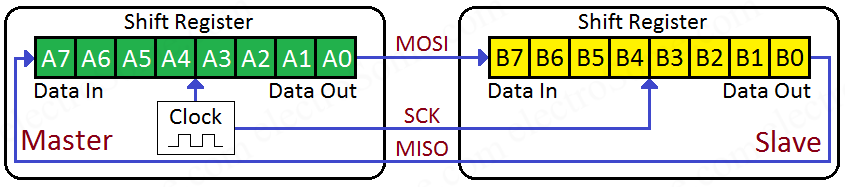 Shift Register
A7 A6 A5 A4 A3 A2 A1 A0
Data In
Data Out
Clock
Master
MOSI
SCK
MISO
Shift Register
B7 B6 B5 B4 B3 B2 B1 B0
Data In
Data Out
Slave